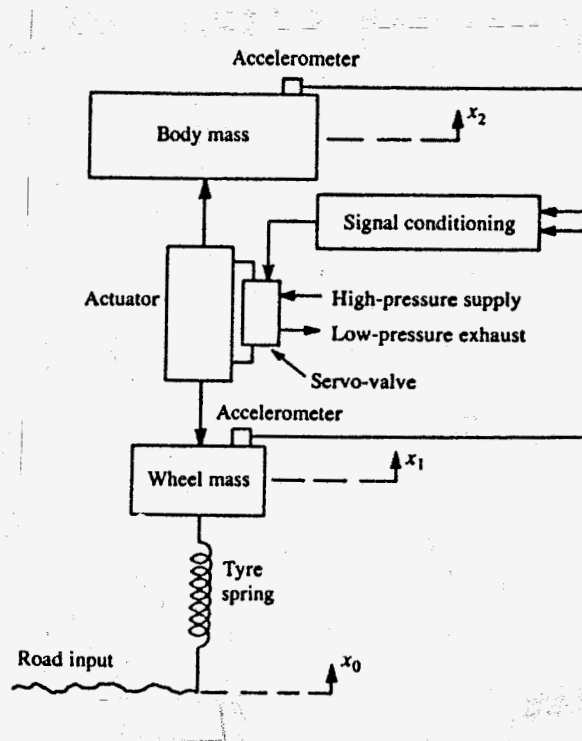 Accelerometer
Body mass
x2
Signal conditioning
Actuator
High-pressure supply
Low-pressure exhaust
Servo-valve
Accelerometer
Wheel mass
x1
Tyre
spring
Road input
x0